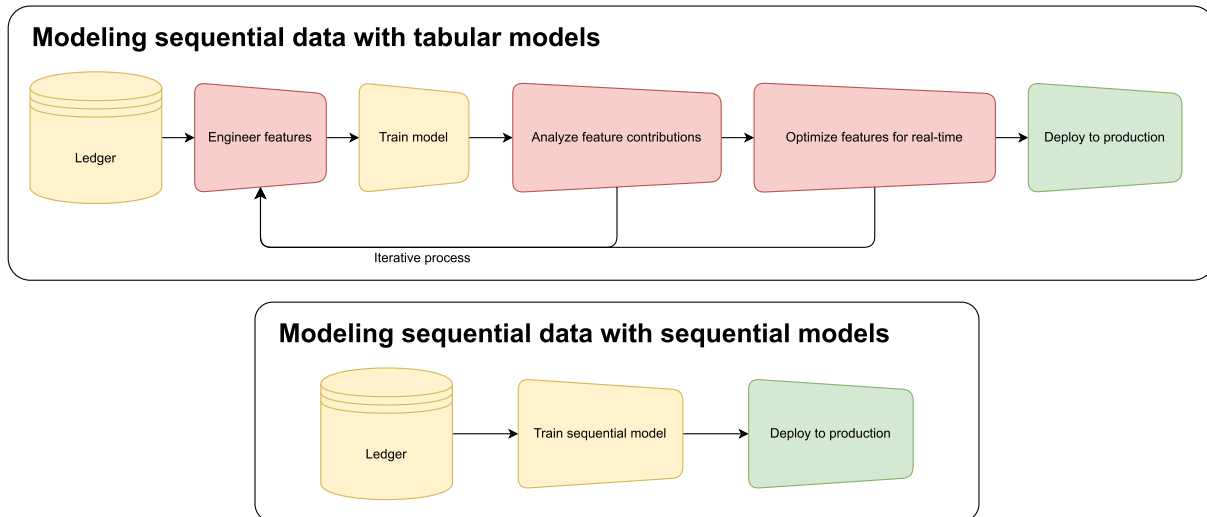 Modeling sequential data with tabular models
Ledger
Engineer features
Train model
Analyze feature contributions
Optimize features for real-time
Deploy to production
Iterative process
Modeling sequential data with sequential models
Ledger
Train sequential model
Deploy to production